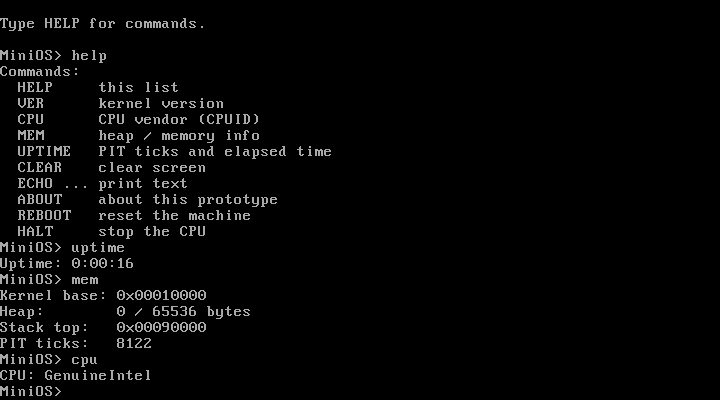 Type HELP for commands.
MiniOS> help
Commands:
  HELP     this list
  VER      kernel version
  CPU      CPU vendor (CPUID)
  MEM      heap / memory info
  UPTIME   PIT ticks and elapsed time
  CLEAR    clear screen
  ECHO ... print text
  ABOUT    about this prototype
  REBOOT   reset the machine
  HALT     stop the CPU
MiniOS> uptime
Uptime: 0:00:16
MiniOS> mem
Kernel base: 0x00010000
Heap:        0 / 65536 bytes
Stack top:   0x00090000
PIT ticks:   8122
MiniOS> cpu
CPU: GenuineIntel
MiniOS>